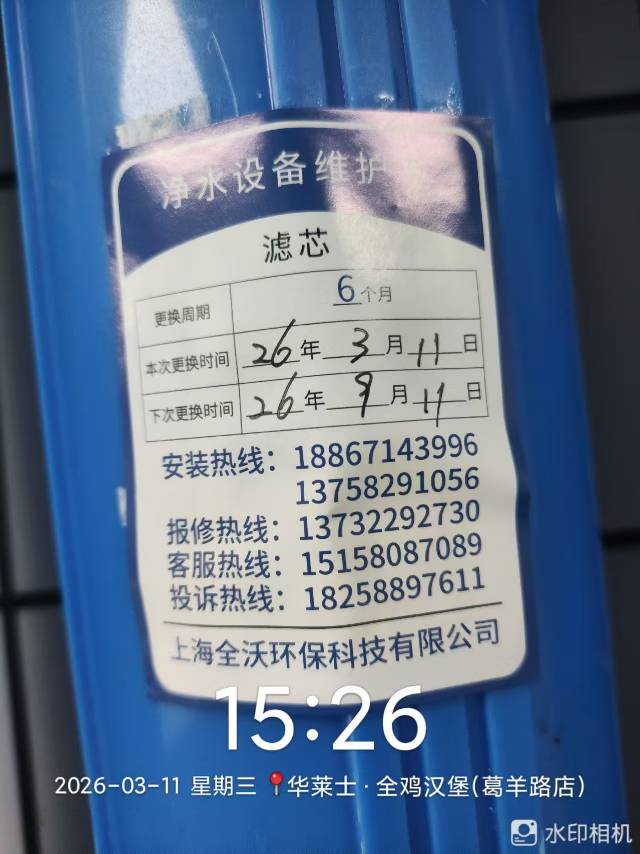 净水设备维护
滤芯
更换周期 6个月
本次更换时间 26年 3月 11日
下次更换时间 26年 9月 11日
安装热线：18867143996
13758291056
报修热线：13732292730
客服热线：15158087089
投诉热线：18258897611
上海全沃环保科技有限公司
15:26
2026-03-11 星期三 📍华莱士·全鸡汉堡(葛羊路店)
水印相机